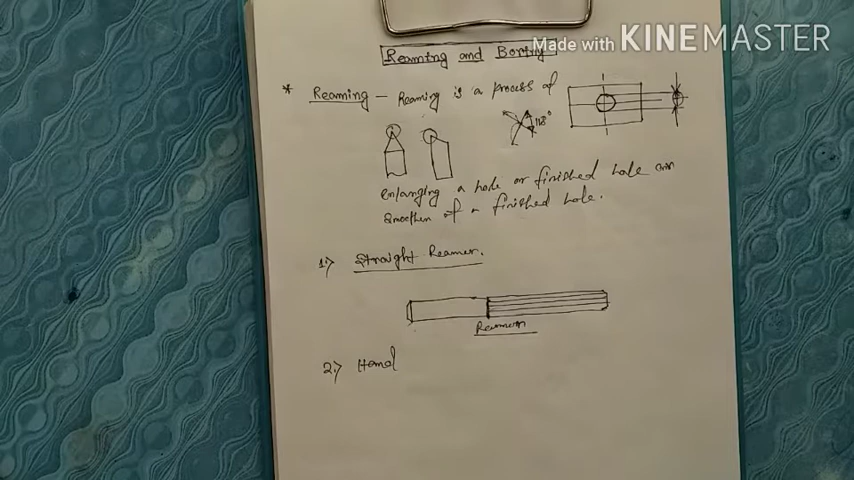 Reaming and Boring
Made with KINEMASTER
* Reaming – Reaming is a process of
118°
enlarging a hole or finished hole or
smoothen of a finished hole.
1.> Straight Reamer.
Reamer
2.> Hand